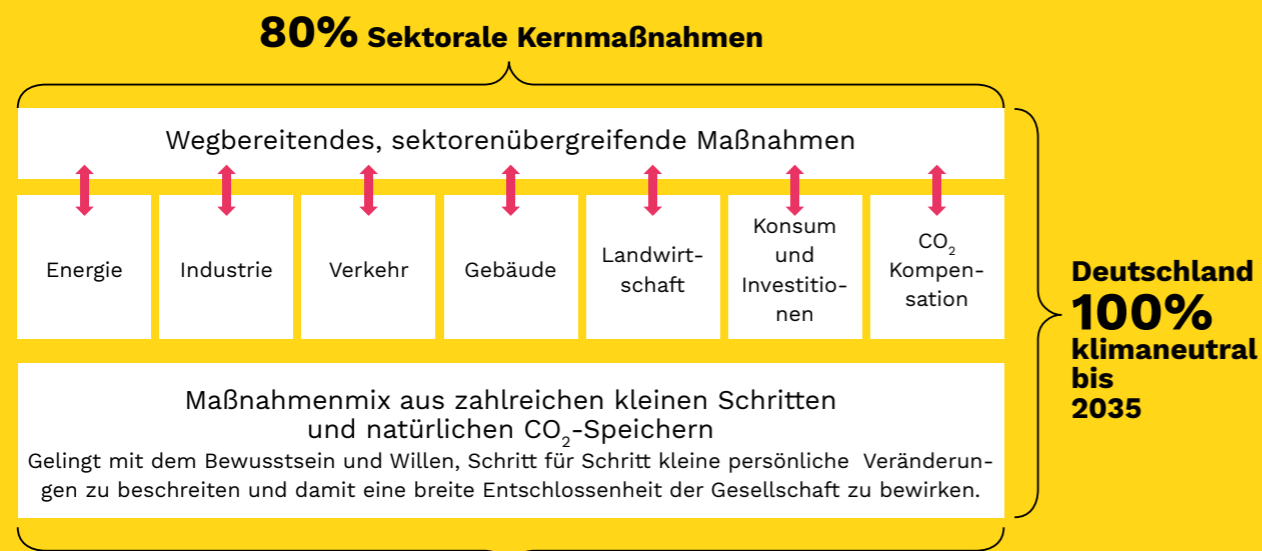 80% Sektorale Kernmaßnahmen
Wegbereitendes, sektorenübergreifende Maßnahmen
Energie
Industrie
Verkehr
Gebäude
Landwirt-
schaft
Konsum
und
Investitio-
nen
CO₂
Kompen-
sation
Maßnahmenmix aus zahlreichen kleinen Schritten
und natürlichen CO₂-Speichern
Gelingt mit dem Bewusstsein und Willen, Schritt für Schritt kleine persönliche Veränderun-
gen zu beschreiten und damit eine breite Entschlossenheit der Gesellschaft zu bewirken.
Deutschland
100%
klimaneutral
bis
2035